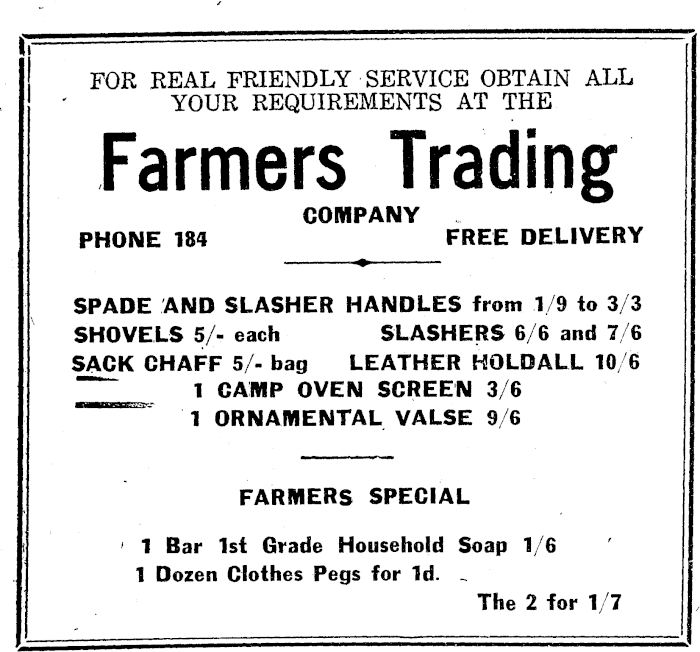 FOR REAL FRIENDLY SERVICE OBTAIN ALL
YOUR REQUIREMENTS AT THE
Farmers Trading
COMPANY
PHONE 184 FREE DELIVERY
SPADE AND SLASHER HANDLES from 1/9 to 3/3
SHOVELS 5/- each SLASHERS 6/6 and 7/6
SACK CHAFF 5/- bag LEATHER HOLDALL 10/6
1 CAMP OVEN SCREEN 3/6
1 ORNAMENTAL VALSE 9/6
FARMERS SPECIAL
1 Bar 1st Grade Household Soap 1/6
1 Dozen Clothes Pegs for 1d.
The 2 for 1/7